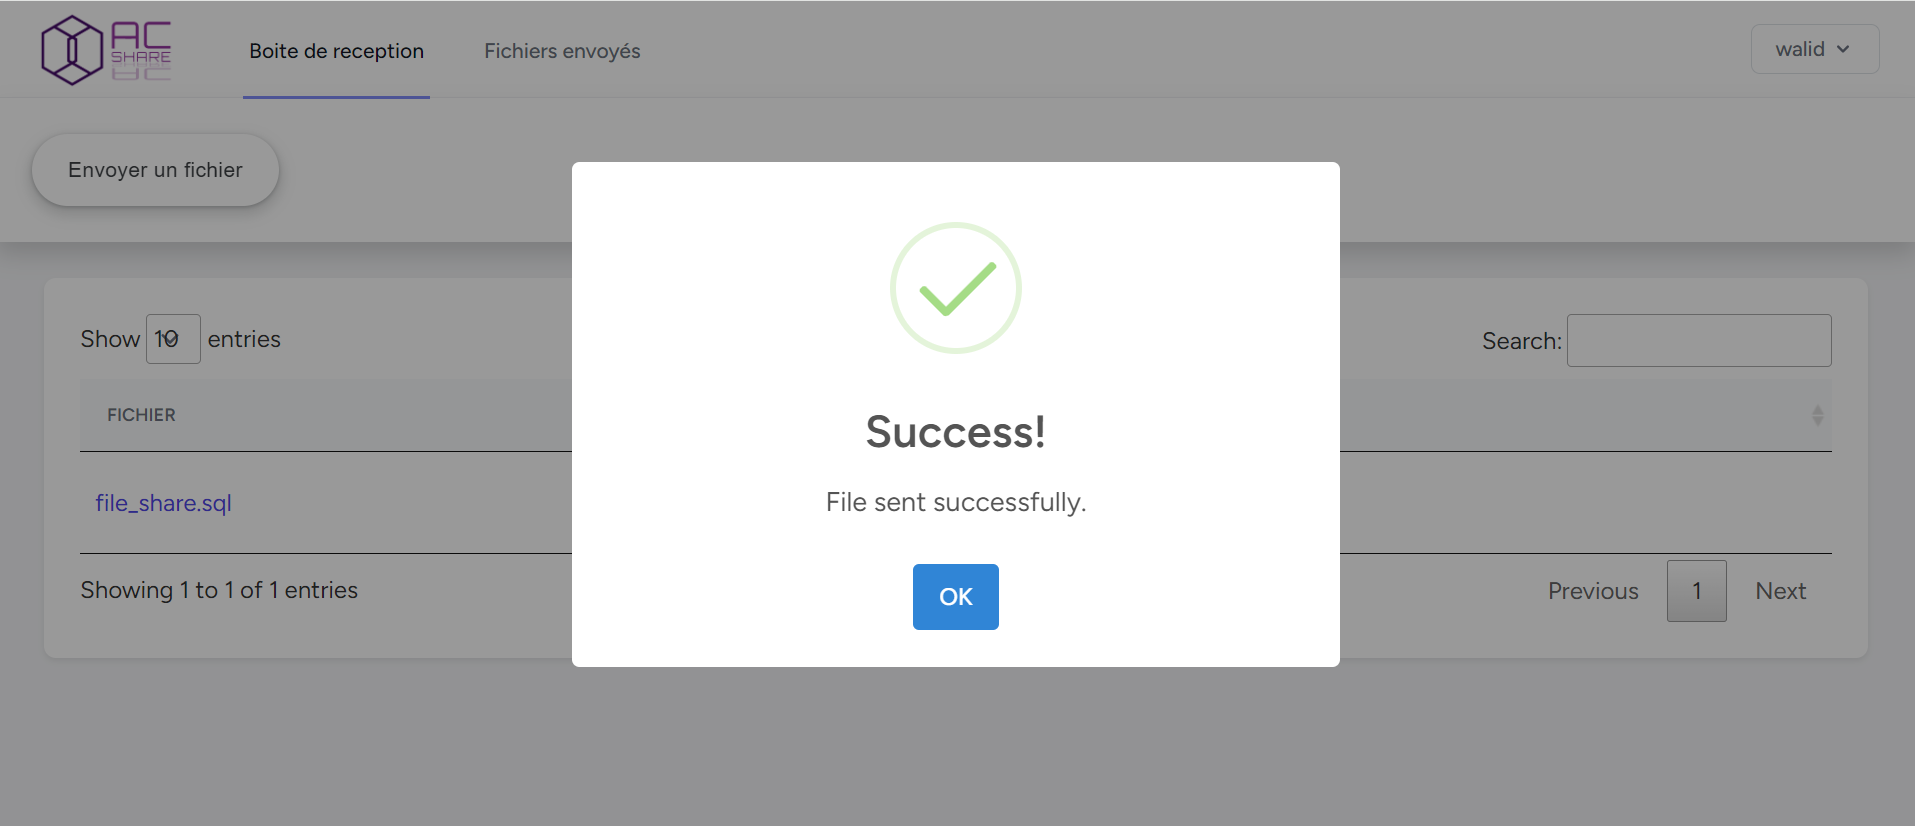 AC
SHARE
Boite de reception
Fichiers envoyés
walid
Envoyer un fichier
Success!
File sent successfully.
OK
Show 10 entries
Search:
FICHIER
file_share.sql
Showing 1 to 1 of 1 entries
Previous 1 Next